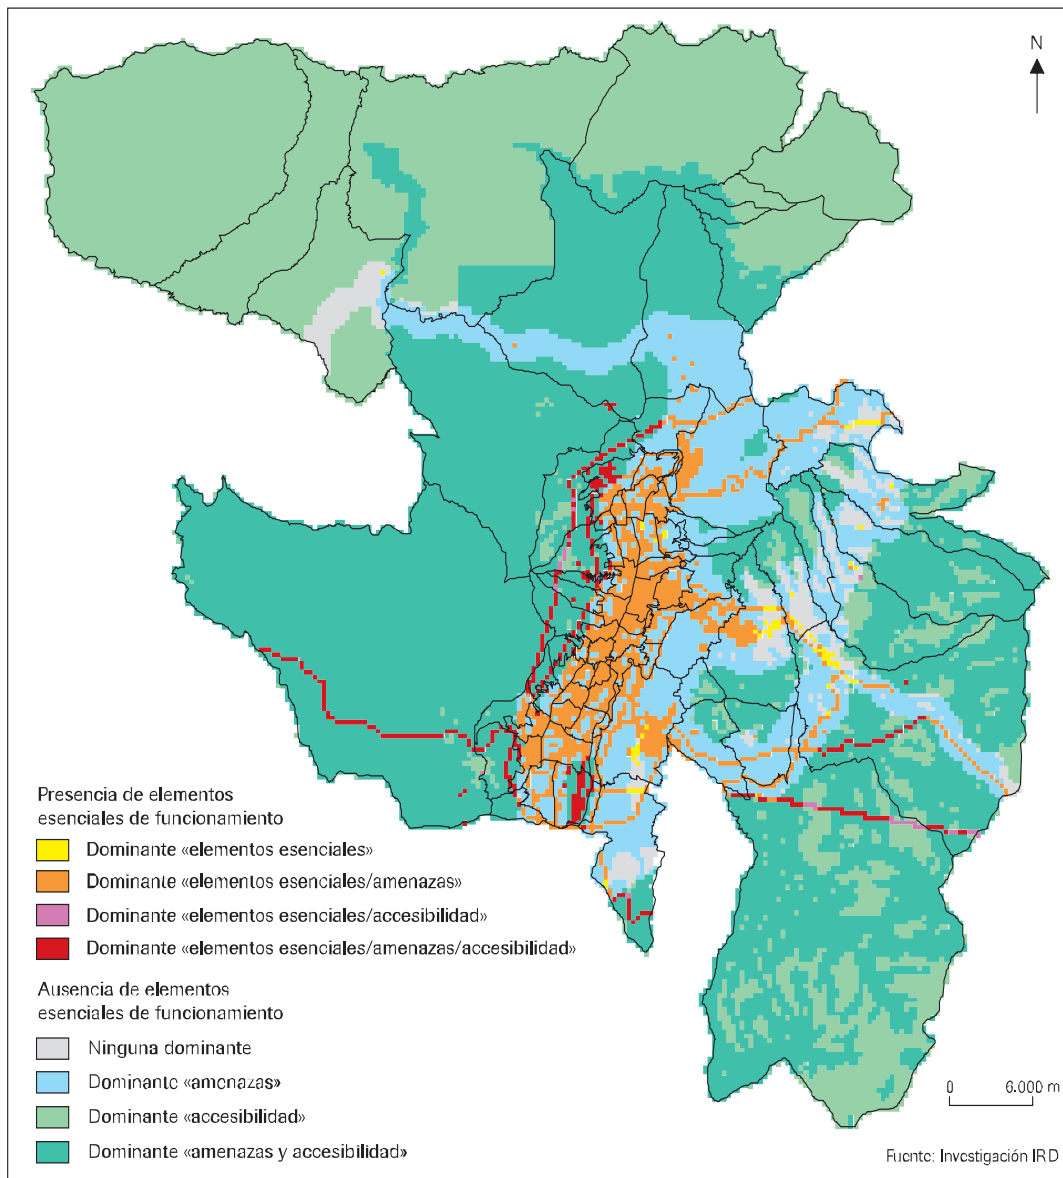 N
Presencia de elementos
esenciales de funcionamiento
Dominante «elementos esenciales»
Dominante «elementos esenciales/amenazas»
Dominante «elementos esenciales/accesibilidad»
Dominante «elementos esenciales/amenazas/accesibilidad»
Ausencia de elementos
esenciales de funcionamiento
Ninguna dominante
Dominante «amenazas»
Dominante «accesibilidad»
Dominante «amenazas y accesibilidad»
0 6.000 m
Fuente: Investigación IRD